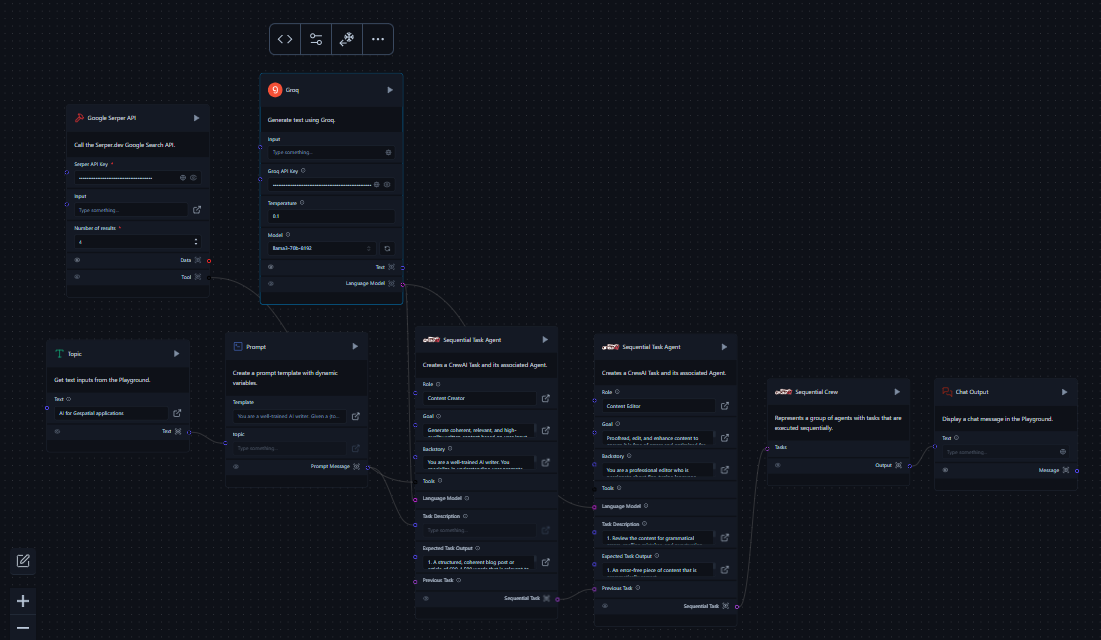 Google Serper API
Call the Serper.dev Google Search API.
Serper API Key *
Input
Type something...
Number of results *
4
Data
Tool
Groq
Generate text using Groq.
Input
Type something...
Groq API Key
Temperature
0.1
Model
llama3-70b-8192
Text
Language Model
Topic
Get text inputs from the Playground.
Text
AI for Geopatial applications
Text
Prompt
Create a prompt template with dynamic
variables.
Template
You are a well-trained AI writer. Given a {to...
topic
Type something...
Prompt Message
Sequential Task Agent
Creates a CrewAI Task and its associated Agent.
Role
Content Creator
Goal
Generate coherent, relevant, and high-
Backstory
You are a well-trained AI writer. You
Tools
Language Model
Task Description
Type something...
Expected Task Output
1. A structured, coherent blog post or
Previous Task
Sequential Task
Sequential Task Agent
Creates a CrewAI Task and its associated Agent.
Role
Content Editor
Goal
Proofread, edit, and enhance content to
Backstory
You are a professional editor who is
Tools
Language Model
Task Description
1. Review the content for grammatical
Expected Task Output
1. An error-free piece of content that is
Previous Task
Sequential Task
Sequential Crew
Represents a group of agents with tasks that are
executed sequentially.
Tasks
Output
Chat Output
Display a chat message in the Playground.
Text
Type something...
Message